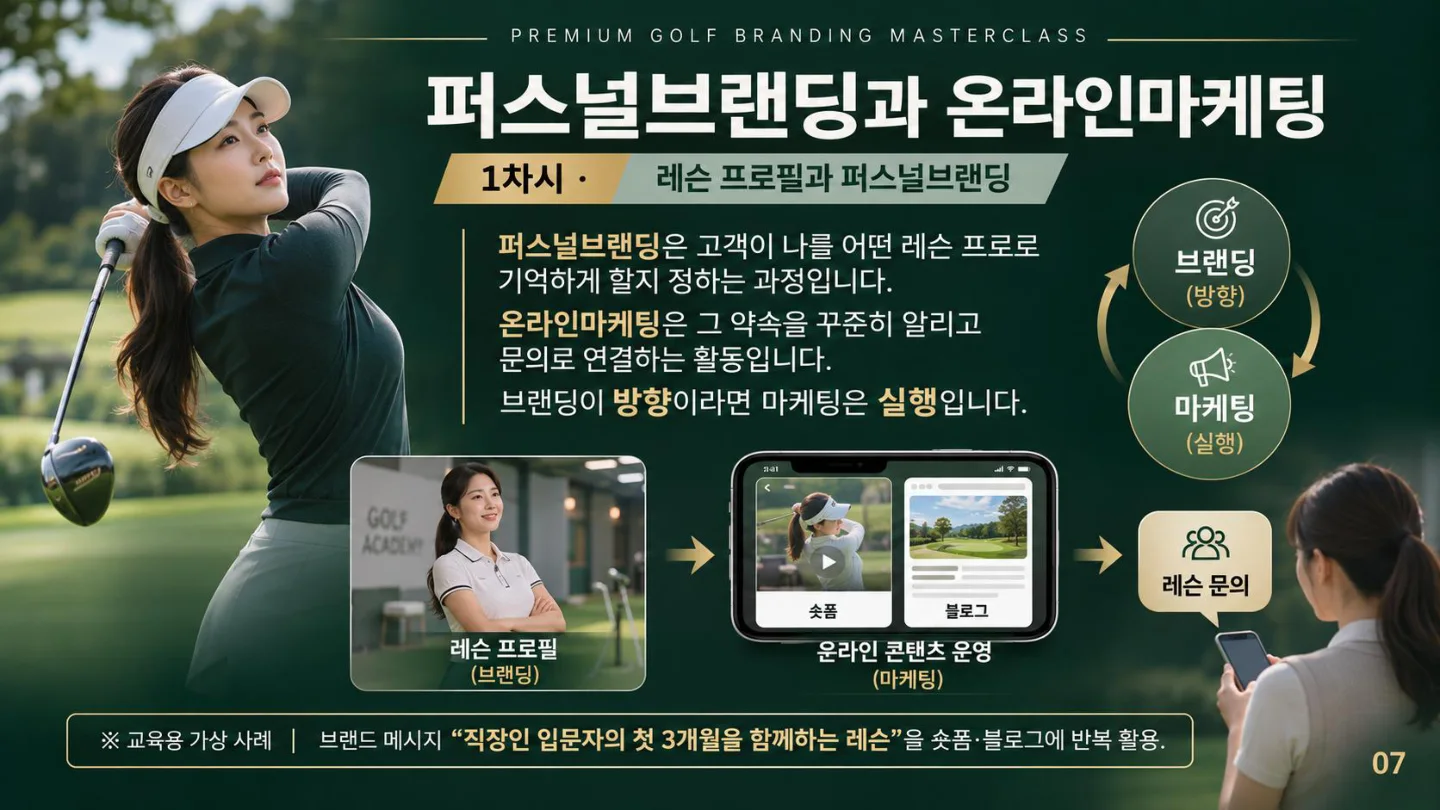 PREMIUM GOLF BRANDING MASTERCLASS
퍼스널브랜딩과 온라인마케팅
1차시 · 레슨 프로필과 퍼스널브랜딩
퍼스널브랜딩은 고객이 나를 어떤 레슨 프로로
기억하게 할지 정하는 과정입니다.
온라인마케팅은 그 약속을 꾸준히 알리고
문의로 연결하는 활동입니다.
브랜딩이 방향이라면 마케팅은 실행입니다.
브랜딩
(방향)
마케팅
(실행)
GOLF
ACADEMY
레슨 프로필
(브랜딩)
숏폼
블로그
운라인 콘탠츠 운영
(마케팅)
레슨 문의
※ 교육용 가상 사례 | 브랜드 메시지 “직장인 입문자의 첫 3개월을 함께하는 레슨”을 숏폼·블로그에 반복 활용.
07